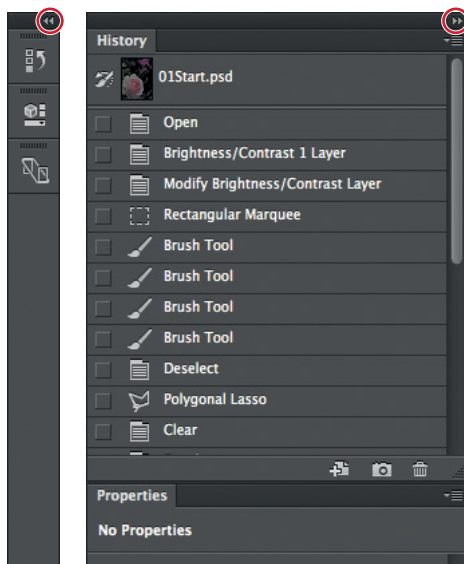 History
01Start.psd
Open
Brightness/Contrast 1 Layer
Modify Brightness/Contrast Layer
Rectangular Marquee
Brush Tool
Brush Tool
Brush Tool
Brush Tool
Deselect
Polygonal Lasso
Clear
Properties
No Properties